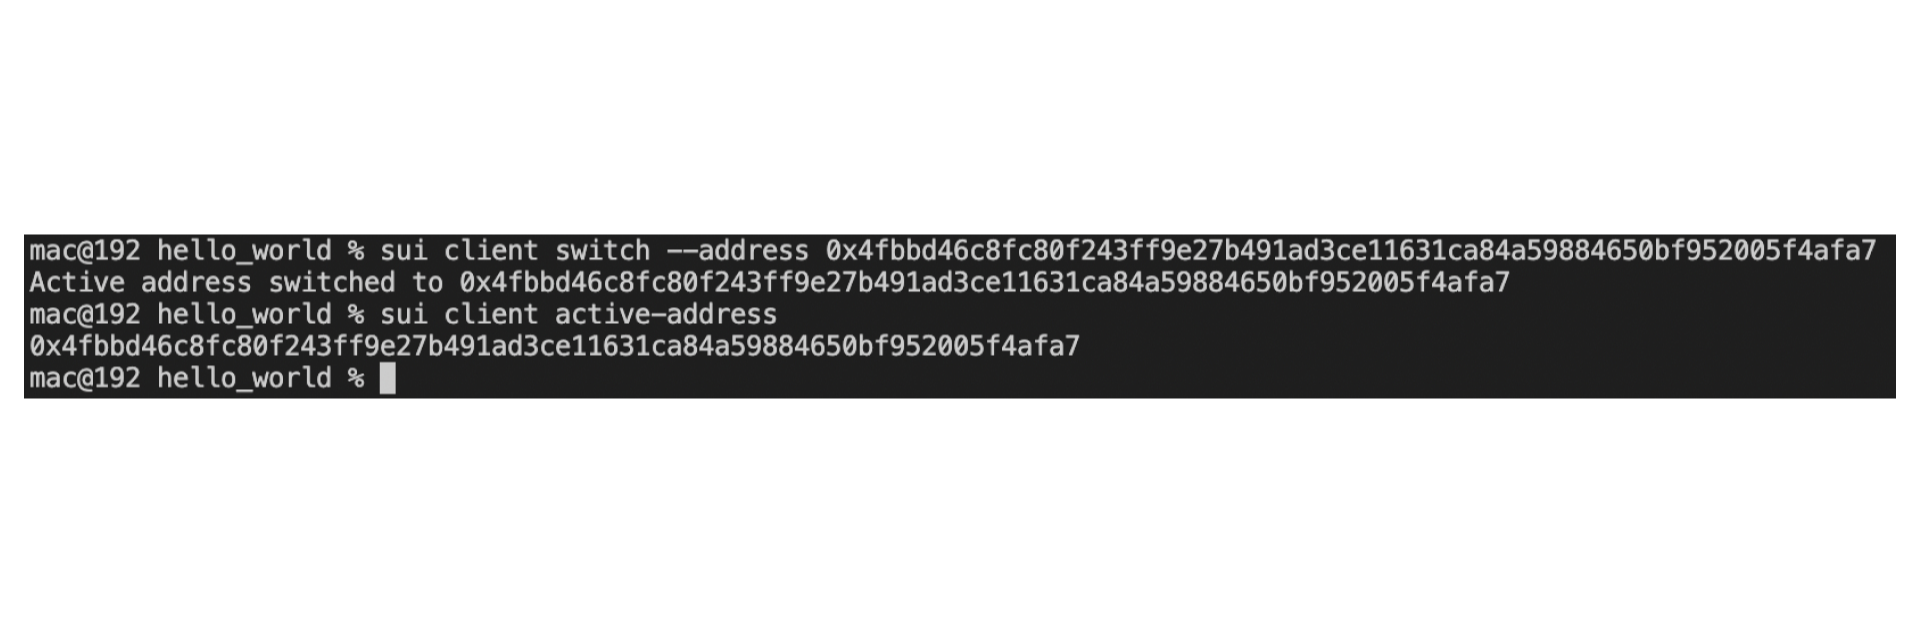 mac@192 hello_world % sui client switch --address 0x4fbbd46c8fc80f243ff9e27b491ad3ce11631ca84a59884650bf952005f4afa7
Active address switched to 0x4fbbd46c8fc80f243ff9e27b491ad3ce11631ca84a59884650bf952005f4afa7
mac@192 hello_world % sui client active-address
0x4fbbd46c8fc80f243ff9e27b491ad3ce11631ca84a59884650bf952005f4afa7
mac@192 hello_world %